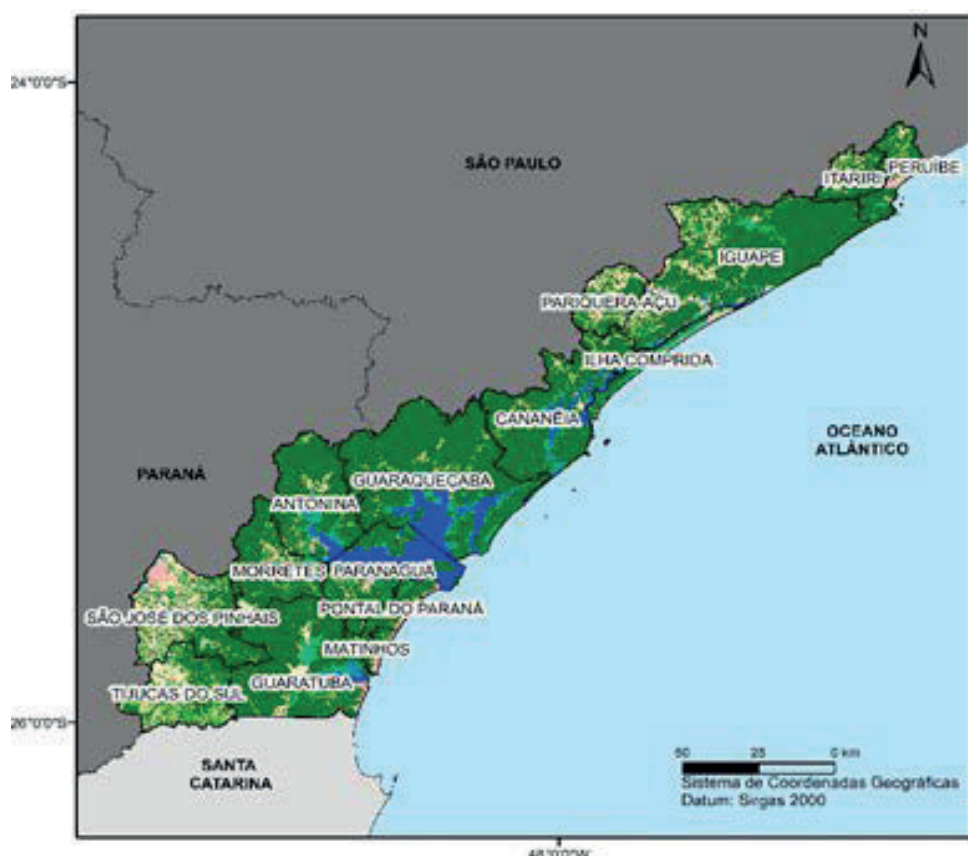 N
24°0'0"S
SÃO PAULO
PERUÍBE
ITARIRI
IGUAPE
PARIQUERA-AÇU
ILHA COMPRIDA
CANANÉIA
OCEANO
ATLÂNTICO
PARANÁ
GUARAQUEÇABA
ANTONINA
MORRETES
PARANAGUÁ
SÃO JOSÉ DOS PINHAIS
PONTAL DO PARANÁ
MATINHOS
GUARATUBA
TIJUCAS DO SUL
26°0'0"S
SANTA
CATARINA
50 25 0 km
Sistema de Coordenadas Geográficas
Datum: Sirgas 2000
48°0'0"W